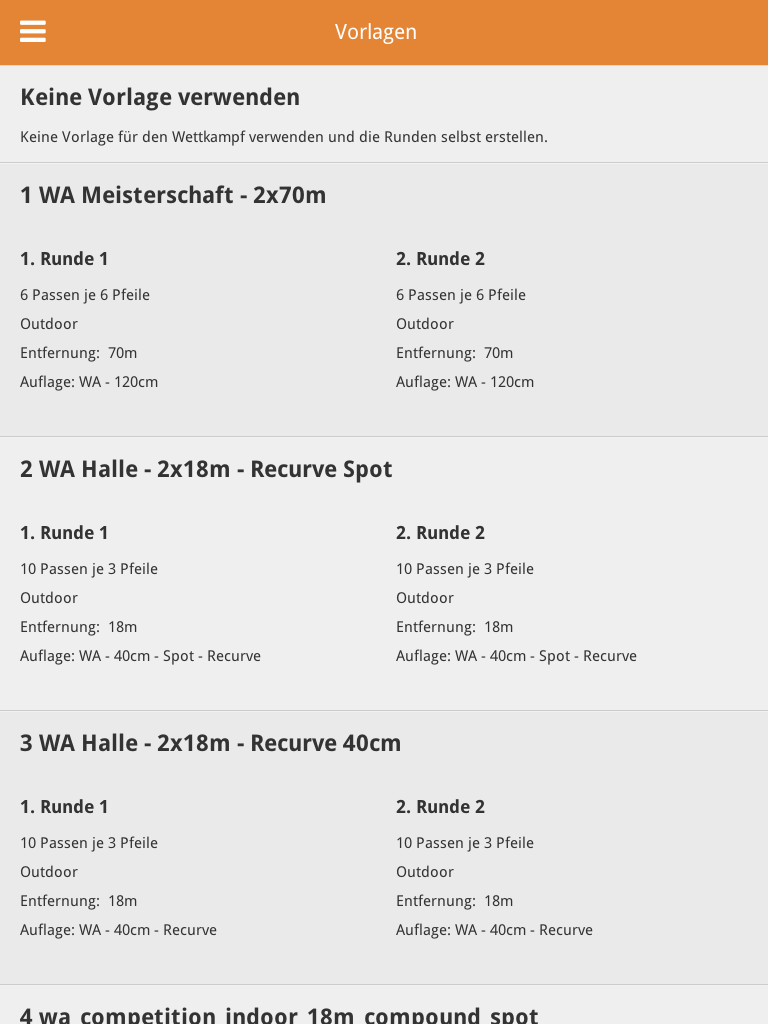 Vorlagen
Keine Vorlage verwenden
Keine Vorlage für den Wettkampf verwenden und die Runden selbst erstellen.
1 WA Meisterschaft - 2x70m
1. Runde 1
6 Passen je 6 Pfeile
Outdoor
Entfernung: 70m
Auflage: WA - 120cm
2. Runde 2
6 Passen je 6 Pfeile
Outdoor
Entfernung: 70m
Auflage: WA - 120cm
2 WA Halle - 2x18m - Recurve Spot
1. Runde 1
10 Passen je 3 Pfeile
Outdoor
Entfernung: 18m
Auflage: WA - 40cm - Spot - Recurve
2. Runde 2
10 Passen je 3 Pfeile
Outdoor
Entfernung: 18m
Auflage: WA - 40cm - Spot - Recurve
3 WA Halle - 2x18m - Recurve 40cm
1. Runde 1
10 Passen je 3 Pfeile
Outdoor
Entfernung: 18m
Auflage: WA - 40cm - Recurve
2. Runde 2
10 Passen je 3 Pfeile
Outdoor
Entfernung: 18m
Auflage: WA - 40cm - Recurve
4 wa_competition_indoor_18m_compound_spot